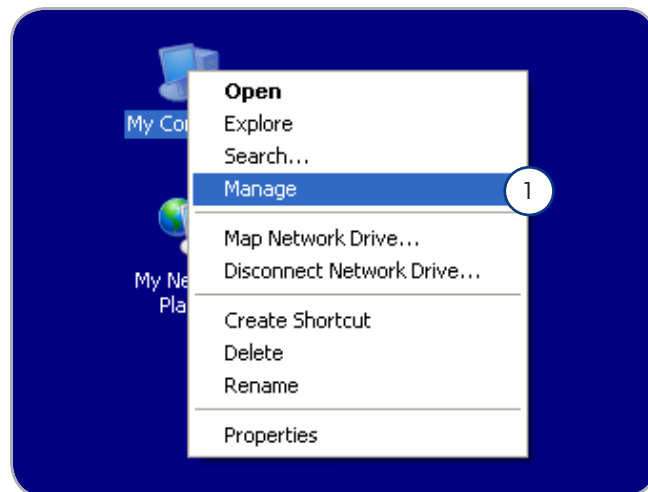 My Co
Open
Explore
Search...
Manage
1
Map Network Drive...
Disconnect Network Drive...
My Ne
Pla
Create Shortcut
Delete
Rename
Properties